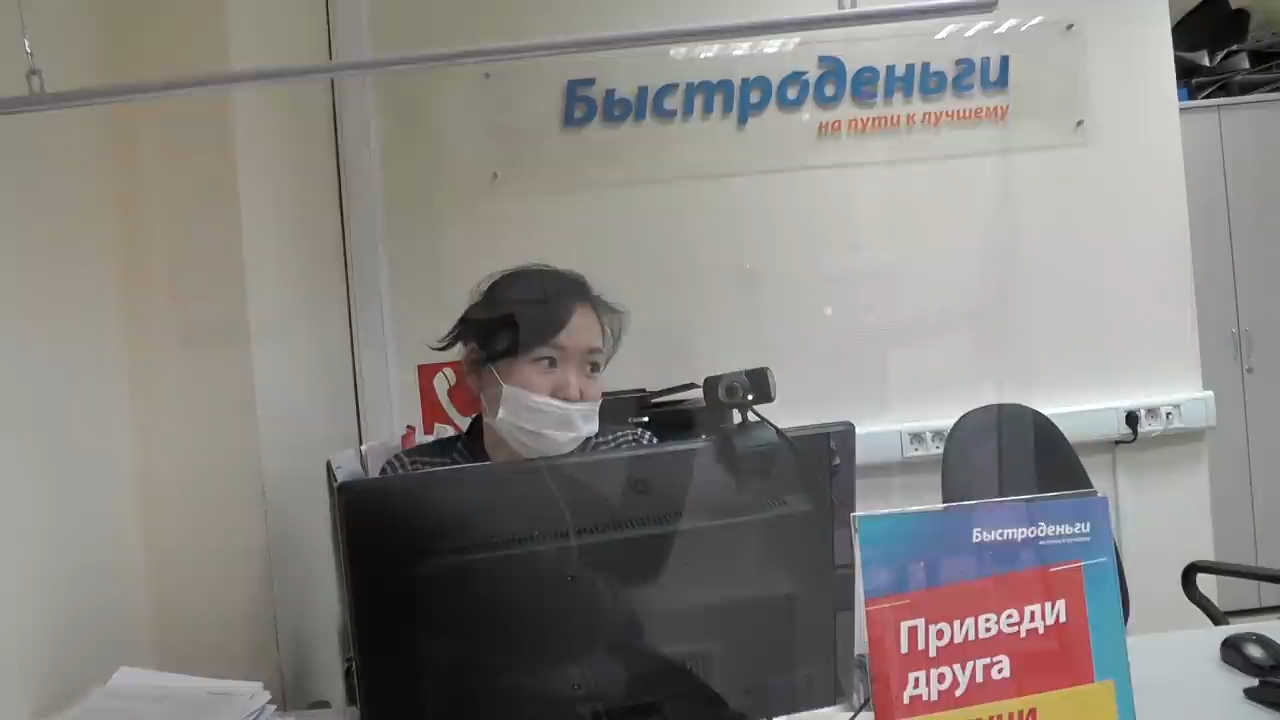 Быстроденьги
на пути к лучшему
Быстроденьги
Приведи
друга